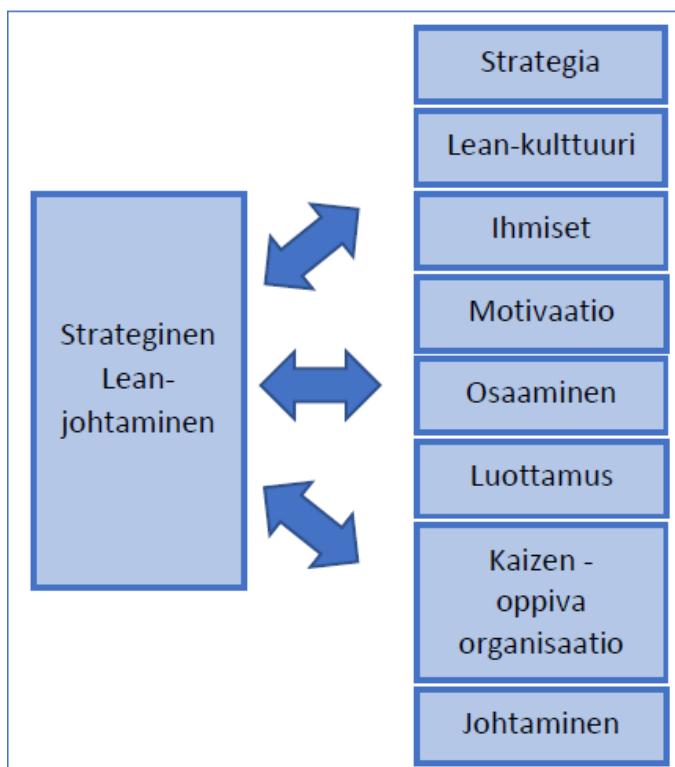 Strateginen
Lean-
johtaminen
Strategia
Lean-kulttuuri
Ihmiset
Motivaatio
Osaaminen
Luottamus
Kaizen -
oppiva
organisaatio
Johtaminen